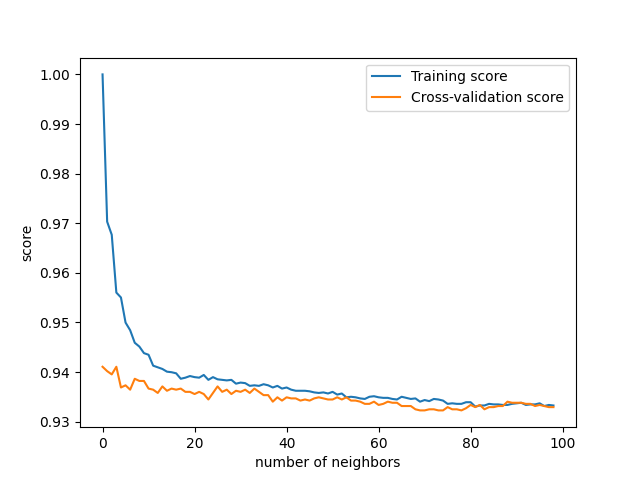 Training score
Cross-validation score
1.00
0.99
0.98
0.97
0.96
0.95
0.94
0.93
score
0 20 40 60 80 100
number of neighbors